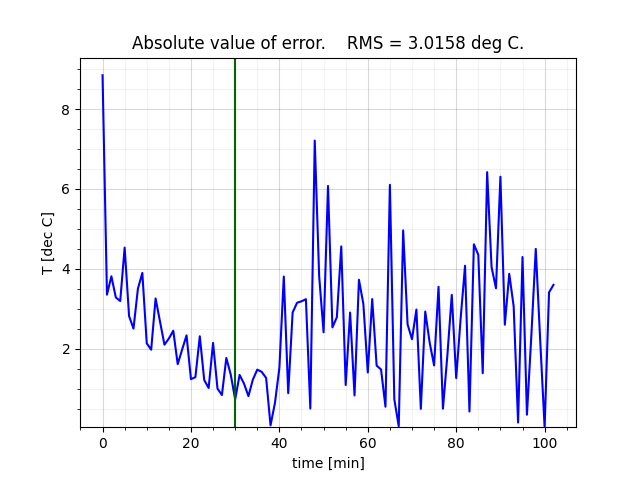 Absolute value of error.    RMS = 3.0158 deg C.
T [dec C]
8
6
4
2
0 20 40 60 80 100
time [min]